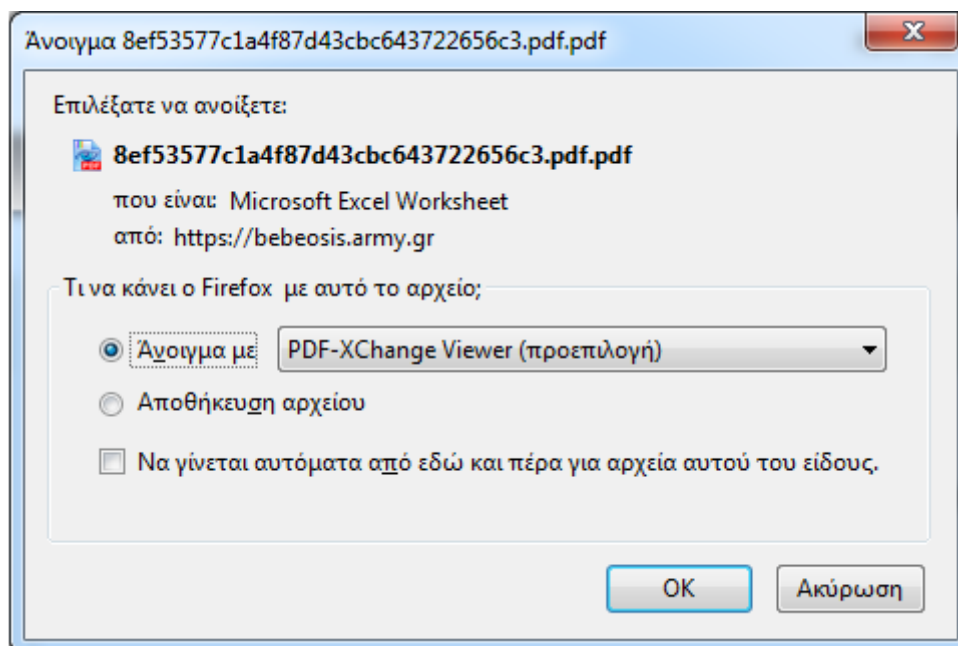 Άνοιγμα 8ef53577c1a4f87d43cbc643722656c3.pdf.pdf
Επιλέξατε να ανοίξετε:
8ef53577c1a4f87d43cbc643722656c3.pdf.pdf
που είναι: Microsoft Excel Worksheet
από: https://bebeosis.army.gr
Τι να κάνει ο Firefox με αυτό το αρχείο;
Άνοιγμα με PDF-XChange Viewer (προεπιλογή)
Αποθήκευση αρχείου
Να γίνεται αυτόματα από εδώ και πέρα για αρχεία αυτού του είδους.
OK Ακύρωση